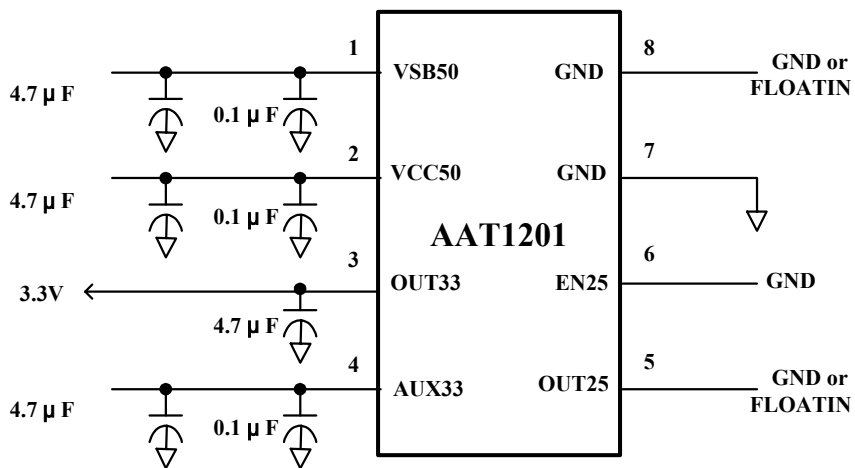 1
VSB50
GND
8
GND or
FLOATIN
4.7 μ F
0.1 μ F
2
VCC50
GND
7
4.7 μ F
0.1 μ F
AAT1201
3
OUT33
EN25
6
GND
3.3V
4.7 μ F
4
AUX33
OUT25
5
GND or
FLOATIN
4.7 μ F
0.1 μ F